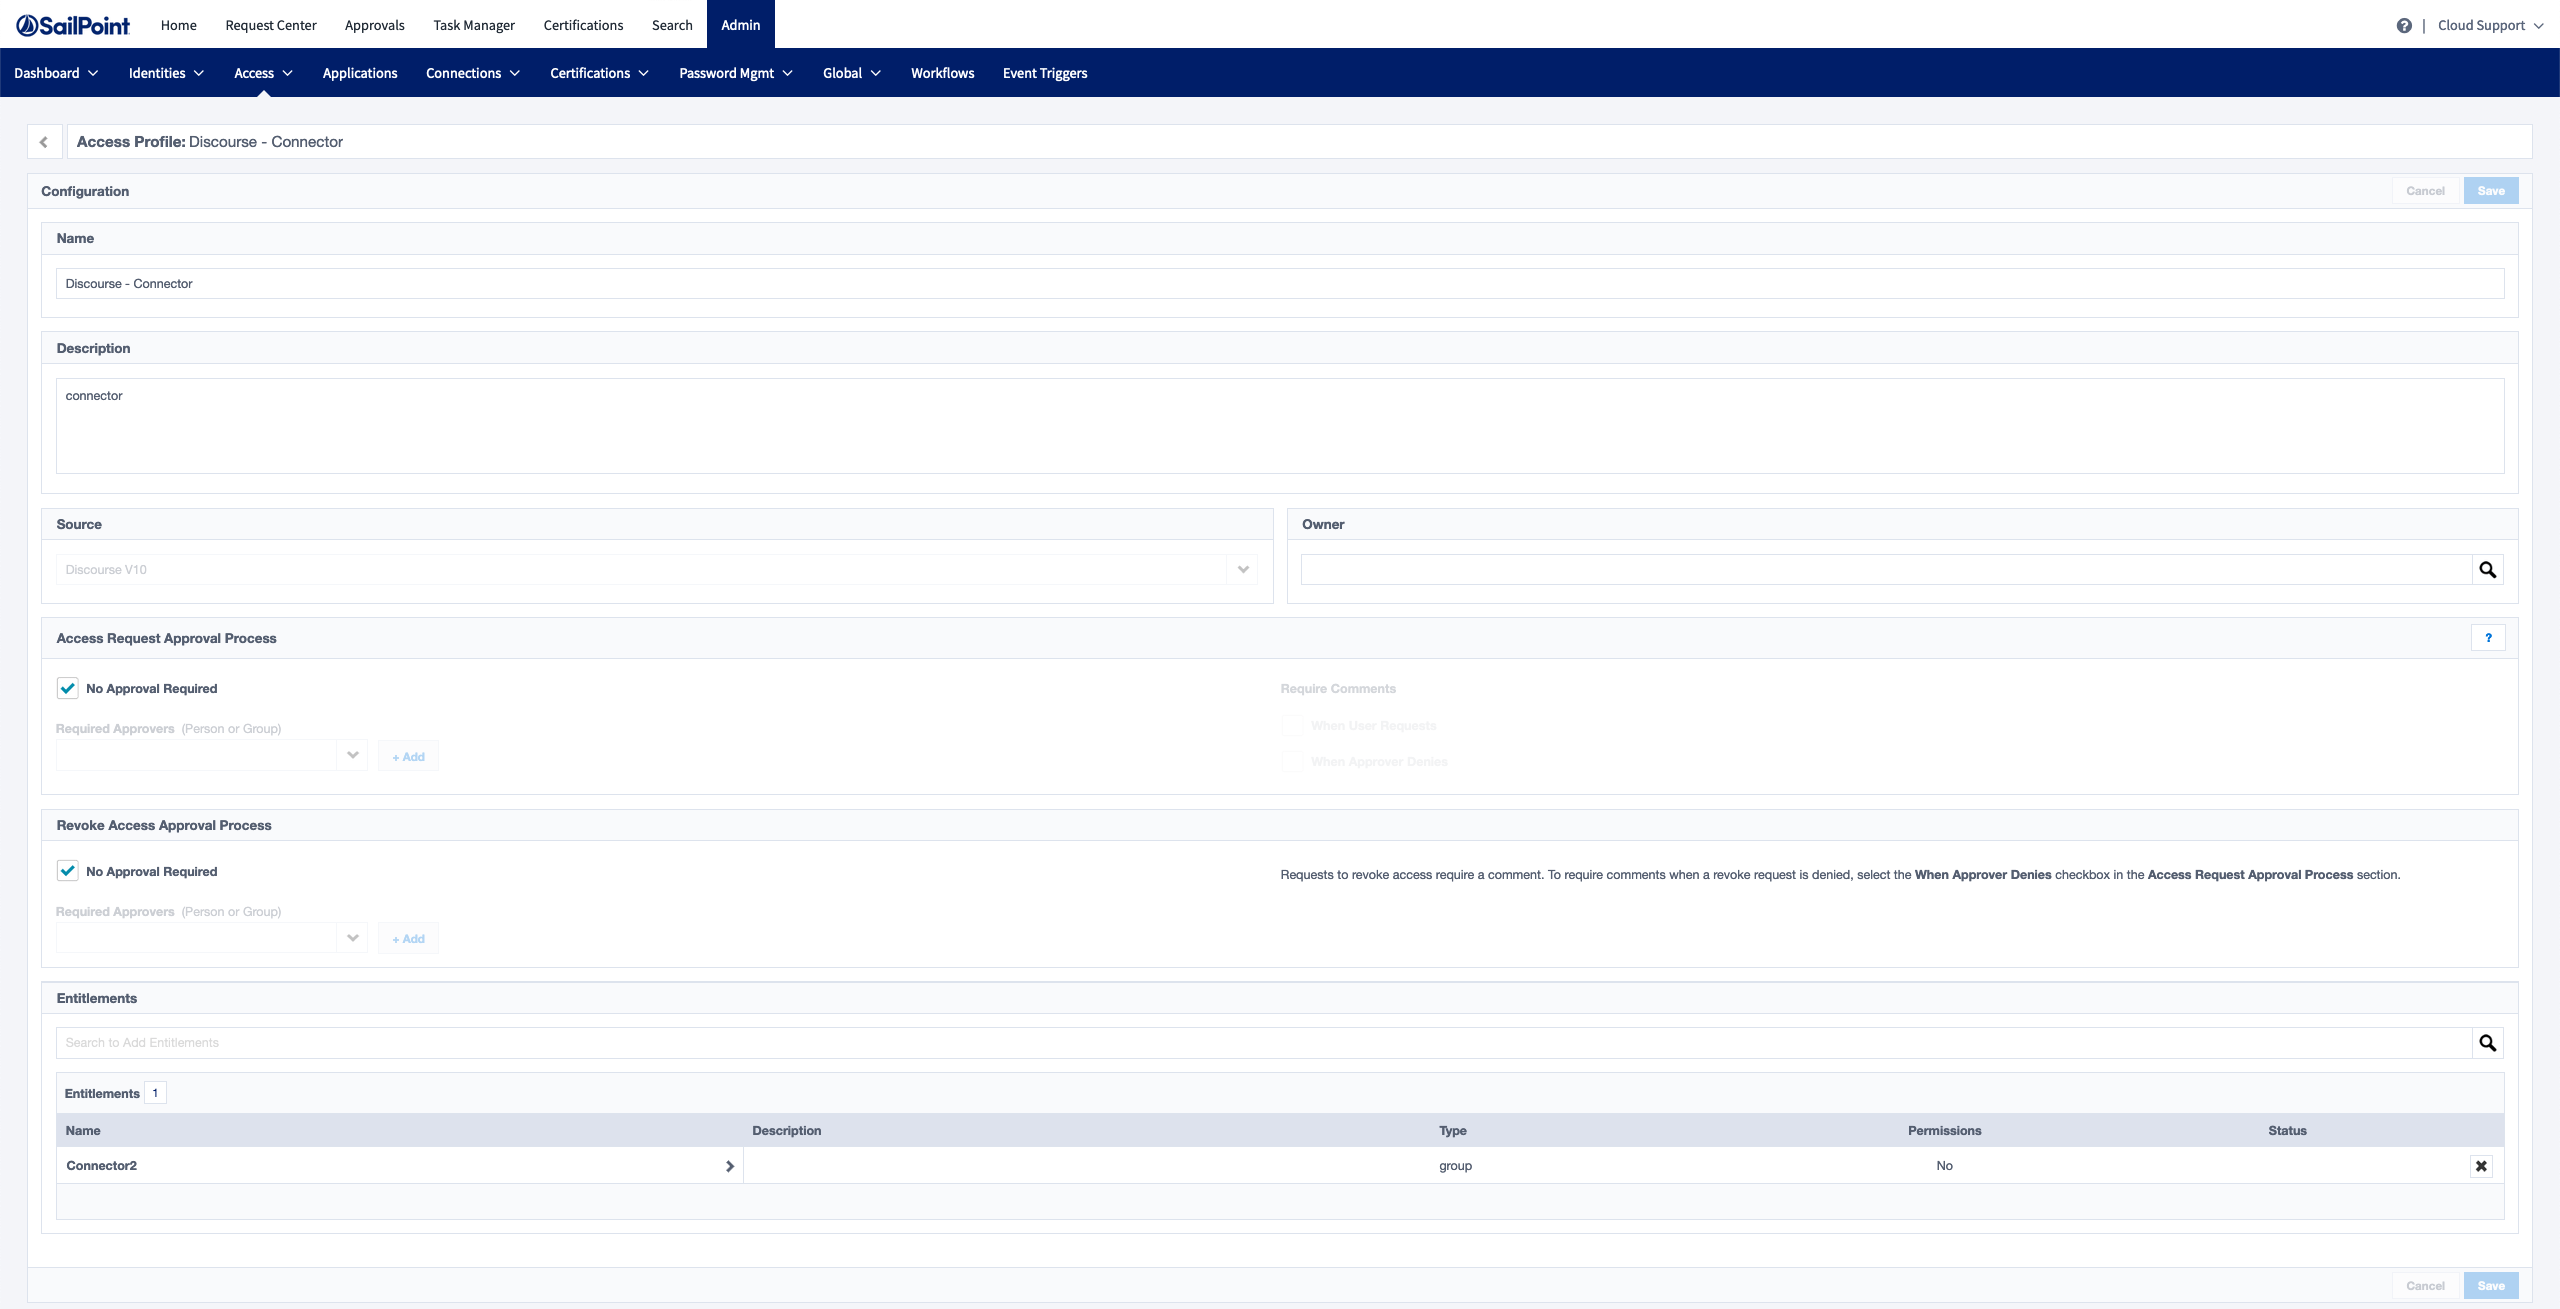 SailPoint Home Request Center Approvals Task Manager Certifications Search Admin ? | Cloud Support
Dashboard Identities Access Applications Connections Certifications Password Mgmt Global Workflows Event Triggers
Access Profile: Discourse - Connector
Configuration Cancel Save
Name
Discourse - Connector
Description
connector
Source Owner
Discourse V10
Access Request Approval Process ?
No Approval Required Require Comments
When User Requests
Required Approvers (Person or Group)
+ Add
When Approver Denies
Revoke Access Approval Process
No Approval Required Requests to revoke access require a comment. To require comments when a revoke request is denied, select the When Approver Denies checkbox in the Access Request Approval Process section.
Required Approvers (Person or Group)
+ Add
Entitlements
Search to Add Entitlements
Entitlements 1
Name Description Type Permissions Status
Connector2 group No
Cancel Save